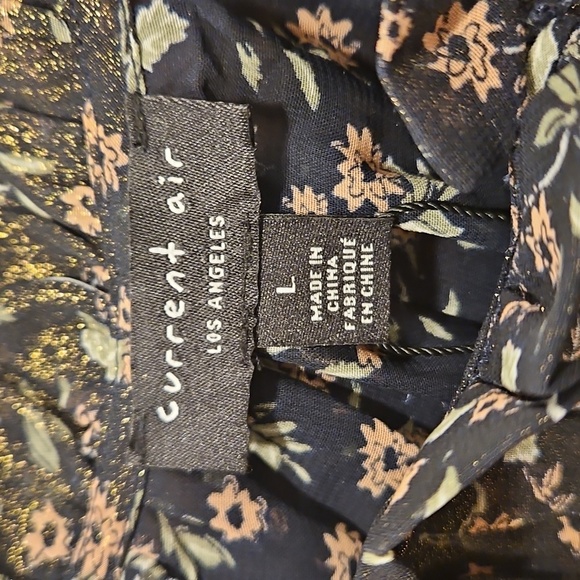 current air
LOS ANGELES
L
MADE IN
CHINA
FABRIQUÉ
EN CHINE